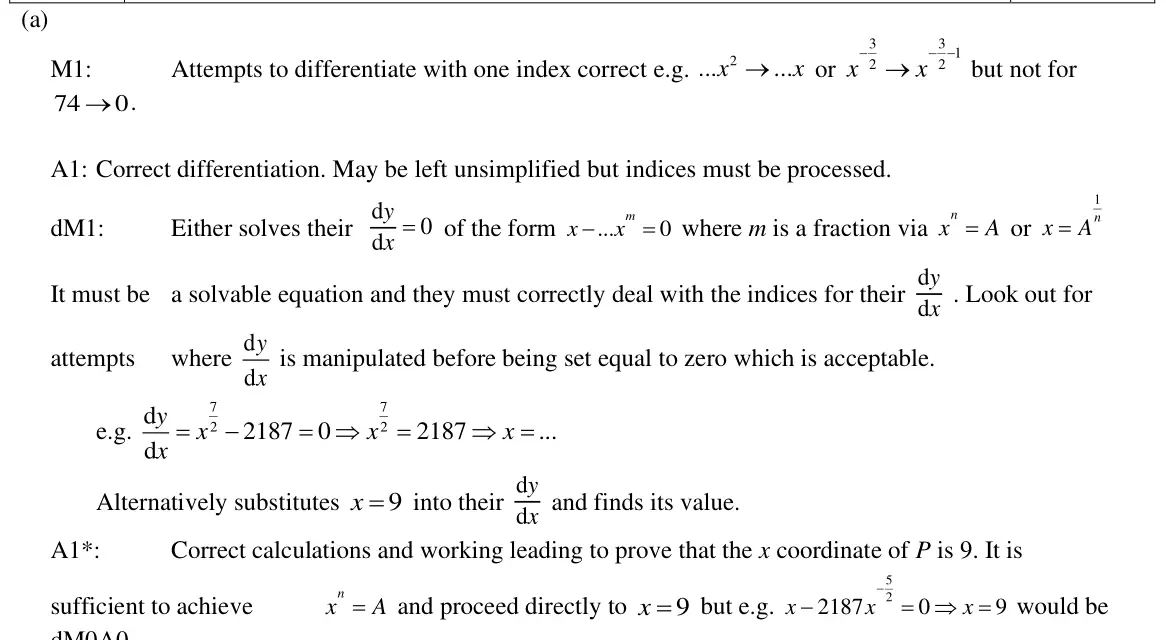 (a)
M1: Attempts to differentiate with one index correct e.g. ...x² → ...x or x^(-3/2) → x^(-3/2 -1) but not for
74 → 0.
A1: Correct differentiation. May be left unsimplified but indices must be processed.
dM1: Either solves their dy/dx = 0 of the form x − ...x^m = 0 where m is a fraction via x^n = A or x = A^(1/n)
It must be a solvable equation and they must correctly deal with the indices for their dy/dx . Look out for
attempts where dy/dx is manipulated before being set equal to zero which is acceptable.
e.g. dy/dx = x^(7/2) − 2187 = 0 ⇒ x^(7/2) = 2187 ⇒ x = ...
Alternatively substitutes x = 9 into their dy/dx and finds its value.
A1*: Correct calculations and working leading to prove that the x coordinate of P is 9. It is
sufficient to achieve x^n = A and proceed directly to x = 9 but e.g. x − 2187x^(-5/2) = 0 ⇒ x = 9 would be
dM0A0